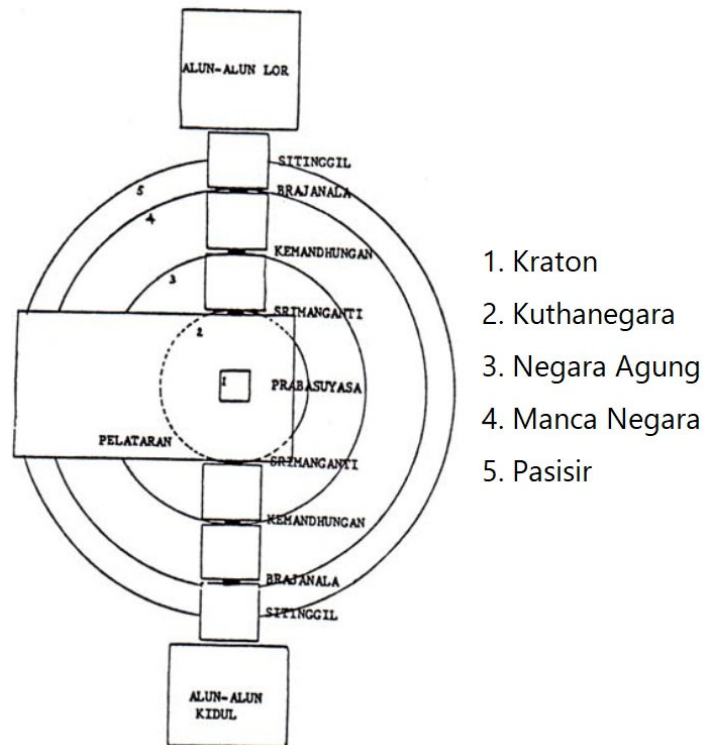 ALUN-ALUN LOR
SITINGGIL
5
BRAJANALA
4
KEMANDHUNGAN
3
SRIMANGANTI
2
1
PRABASUYASA
PELATARAN
SRIMANGANTI
KEMANDHUNGAN
BRAJANALA
SITINGGIL
ALUN-ALUN
KIDUL
1. Kraton
2. Kuthanegara
3. Negara Agung
4. Manca Negara
5. Pasisir